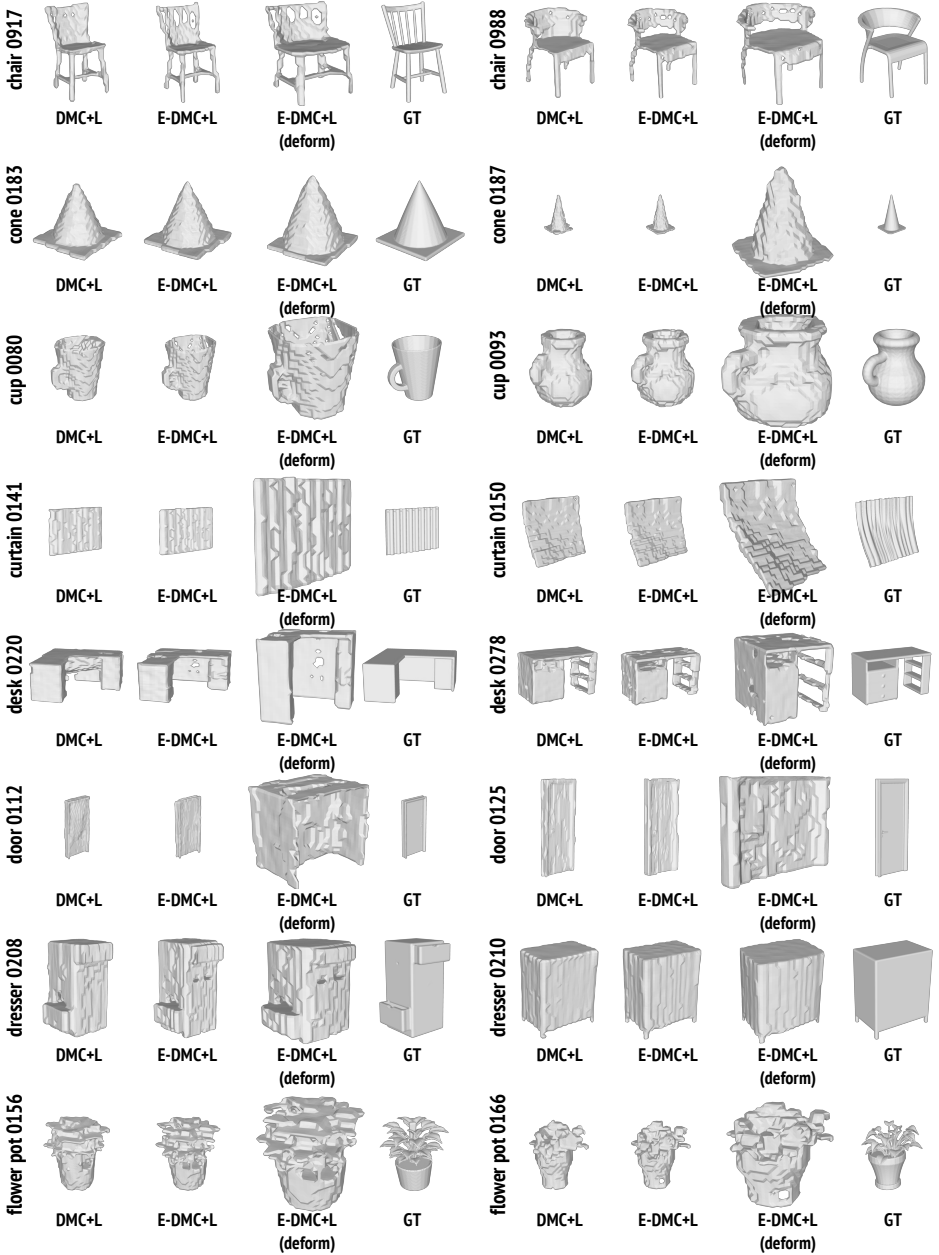 chair 0917
DMC+L
E-DMC+L
E-DMC+L
(deform)
GT
chair 0988
DMC+L
E-DMC+L
E-DMC+L
(deform)
GT
cone 0183
DMC+L
E-DMC+L
E-DMC+L
(deform)
GT
cone 0187
DMC+L
E-DMC+L
E-DMC+L
(deform)
GT
cup 0080
DMC+L
E-DMC+L
E-DMC+L
(deform)
GT
cup 0093
DMC+L
E-DMC+L
E-DMC+L
(deform)
GT
curtain 0141
DMC+L
E-DMC+L
E-DMC+L
(deform)
GT
curtain 0150
DMC+L
E-DMC+L
E-DMC+L
(deform)
GT
desk 0220
DMC+L
E-DMC+L
E-DMC+L
(deform)
GT
desk 0278
DMC+L
E-DMC+L
E-DMC+L
(deform)
GT
door 0112
DMC+L
E-DMC+L
E-DMC+L
(deform)
GT
door 0125
DMC+L
E-DMC+L
E-DMC+L
(deform)
GT
dresser 0208
DMC+L
E-DMC+L
E-DMC+L
(deform)
GT
dresser 0210
DMC+L
E-DMC+L
E-DMC+L
(deform)
GT
flower pot 0156
DMC+L
E-DMC+L
E-DMC+L
(deform)
GT
flower pot 0166
DMC+L
E-DMC+L
E-DMC+L
(deform)
GT